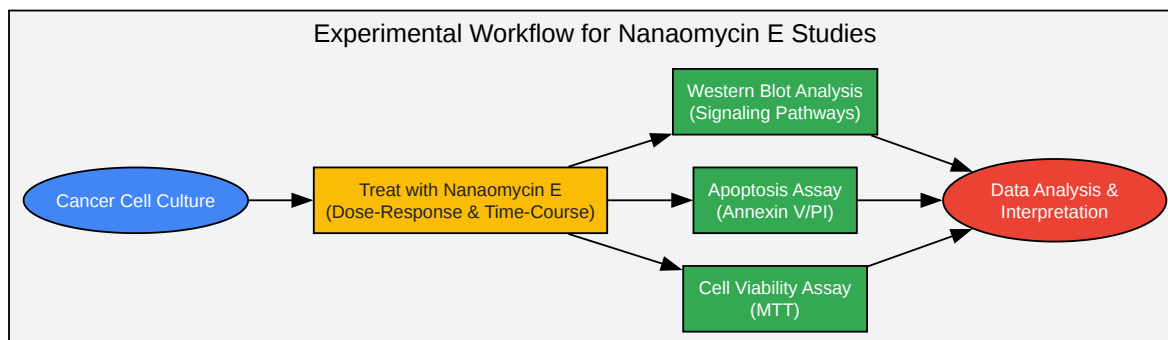 Experimental Workflow for Nanaomycin E Studies
Cancer Cell Culture
Treat with Nanaomycin E
(Dose-Response & Time-Course)
Western Blot Analysis
(Signaling Pathways)
Apoptosis Assay
(Annexin V/PI)
Cell Viability Assay
(MTT)
Data Analysis &
Interpretation